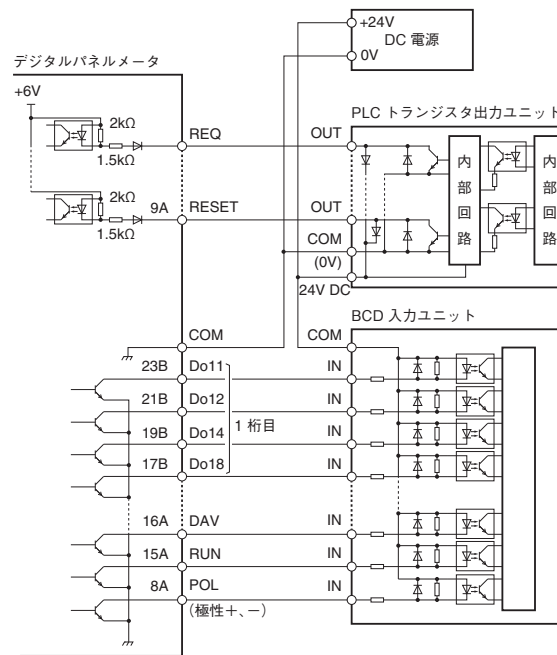 +24V
DC 電源
0V
デジタルパネルメータ
+6V
2kΩ
1.5kΩ
REQ
OUT
PLC トランジスタ出力ユニット
内部回路
内部回路
2kΩ
1.5kΩ
9A
RESET
OUT
COM
(0V)
24V DC
BCD 入力ユニット
COM
COM
23B
Do11
IN
21B
Do12
IN
1 桁目
19B
Do14
IN
17B
Do18
IN
16A
DAV
IN
15A
RUN
IN
8A
POL
IN
(極性+、−)